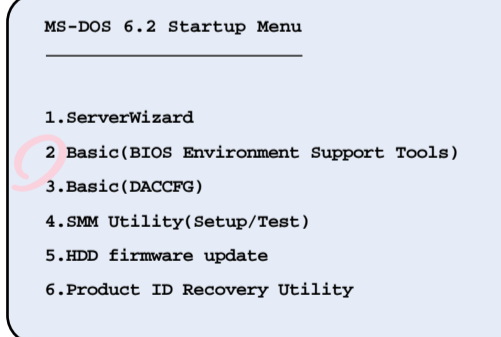 MS-DOS 6.2 Startup Menu
1.ServerWizard
2 Basic(BIOS Environment Support Tools)
3.Basic(DACCFG)
4.SMM Utility(Setup/Test)
5.HDD firmware update
6.Product ID Recovery Utility